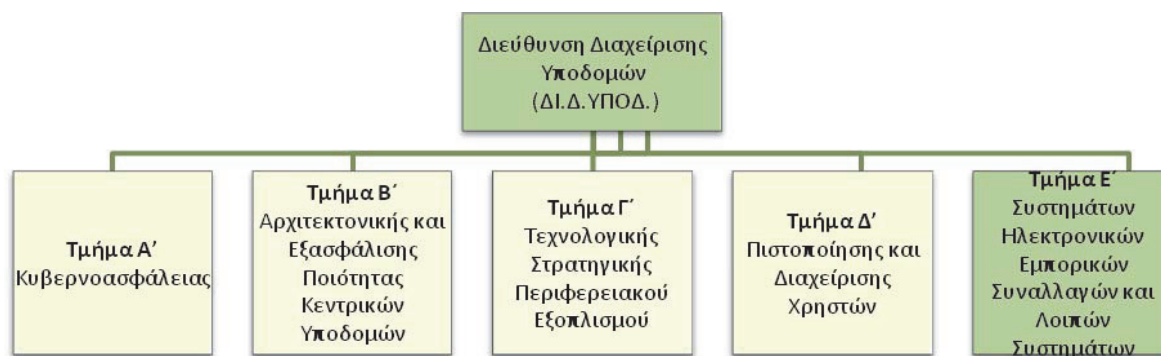 Διεύθυνση Διαχείρισης
Υποδομών
(ΔΙ.Δ.ΥΠΟΔ.)
Τμήμα Α'
Κυβερνοασφάλειας
Τμήμα Β΄
Αρχιτεκτονικής και
Εξασφάλισης
Ποιότητας
Κεντρικών
Υποδομών
Τμήμα Γ΄
Τεχνολογικής
Στρατηγικής
Περιφερειακού
Εξοπλισμού
Τμήμα Δ'
Πιστοποίησης και
Διαχείρισης
Χρηστών
Τμήμα Ε΄
Συστημάτων
Ηλεκτρονικών
Εμπορικών
Συναλλαγών και
Λοιπών
Συστημάτων